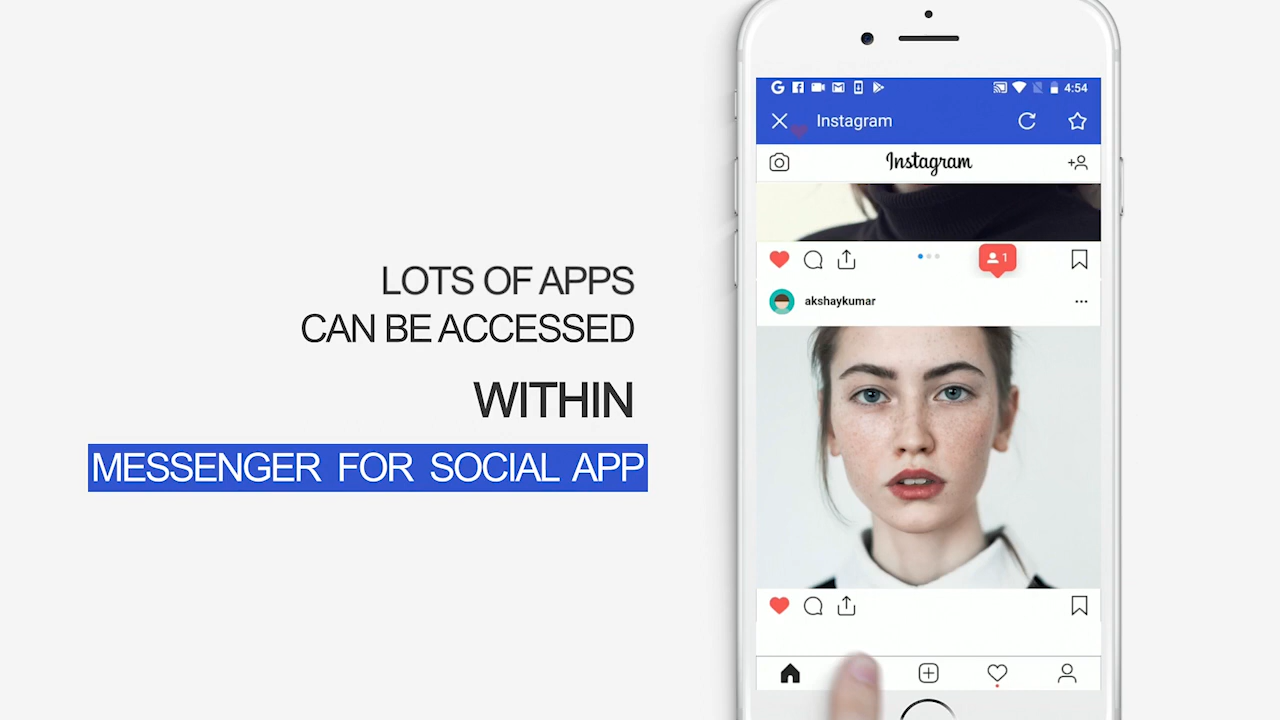 LOTS OF APPS
CAN BE ACCESSED
WITHIN
MESSENGER FOR SOCIAL APP
4:54
Instagram
Instagram
1
akshaykumar